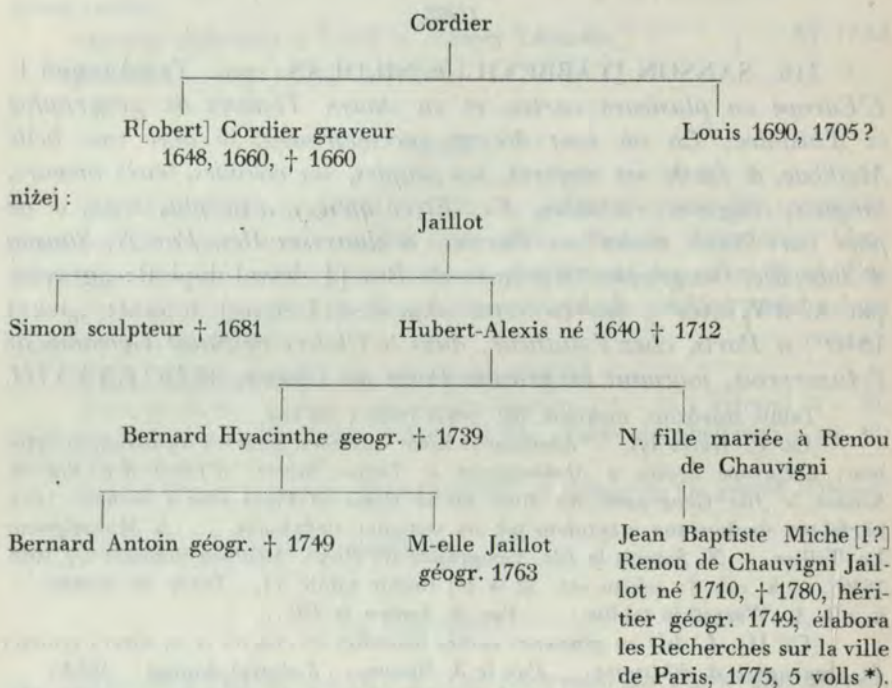 Cordier
R[obert] Cordier graveur
1648, 1660, † 1660
Louis 1690, 1705?
niżej:
Jaillot
Simon sculpteur † 1681
Hubert-Alexis né 1640 † 1712
Bernard Hyacinthe geogr. † 1739
N. fille mariée à Renou
de Chauvigni
Bernard Antoin géogr. † 1749
M-elle Jaillot
géogr. 1763
Jean Baptiste Miche[l?]
Renou de Chauvigni Jail-
lot né 1710, † 1780, héri-
tier géogr. 1749; élabora
les Recherches sur la ville
de Paris, 1775, 5 volls*).